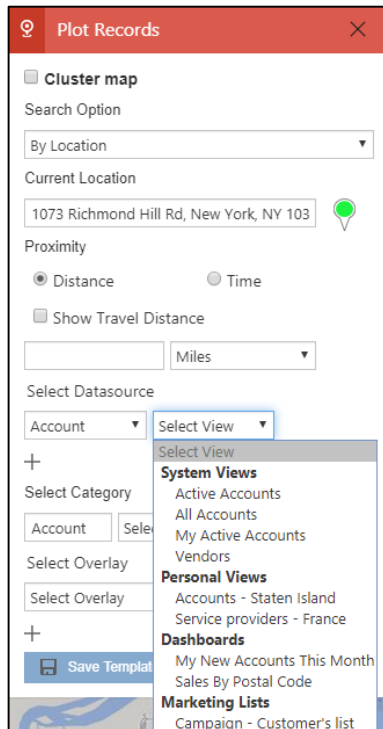 Plot Records
Cluster map
Search Option
By Location
Current Location
1073 Richmond Hill Rd, New York, NY 103
Proximity
Distance Time
Show Travel Distance
Miles
Select Datasource
Account Select View
Select View
System Views
Active Accounts
All Accounts
My Active Accounts
Vendors
Personal Views
Accounts - Staten Island
Service providers - France
Dashboards
My New Accounts This Month
Sales By Postal Code
Marketing Lists
Campaign - Customer's list
Select Category
Account Selec
Select Overlay
Select Overlay
Save Templat